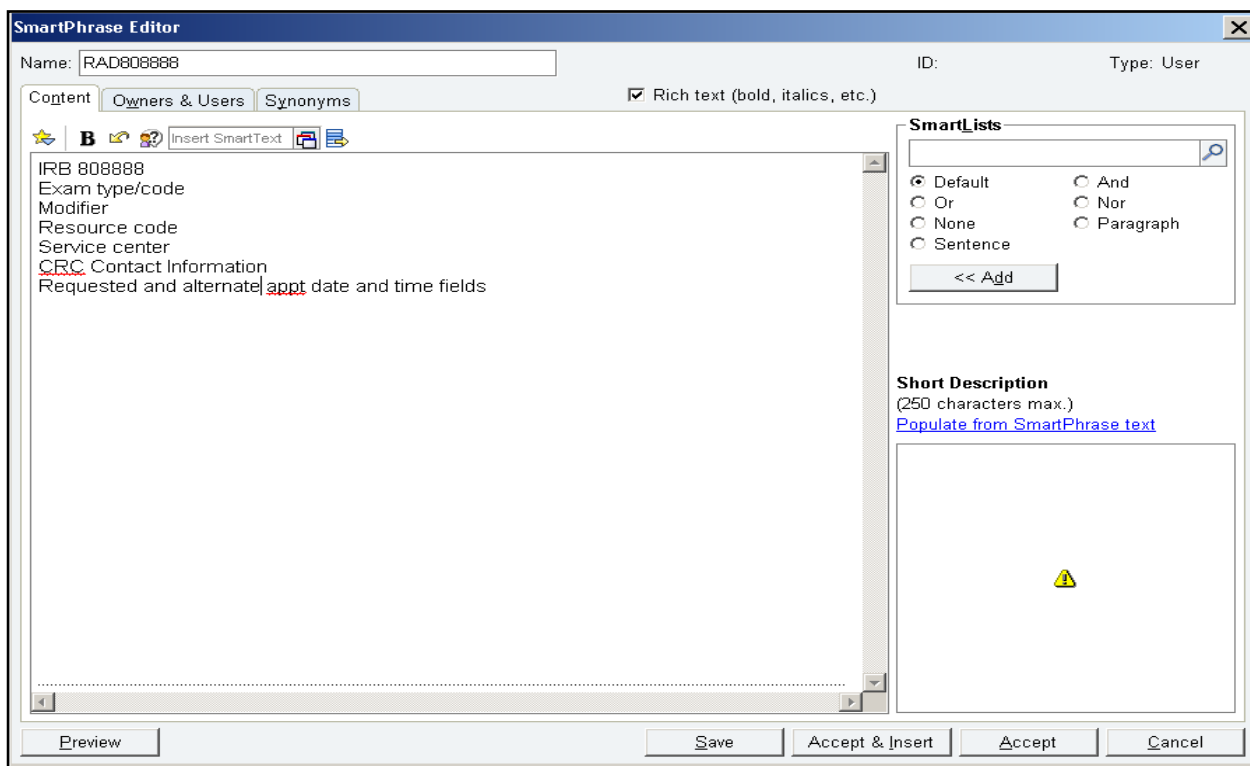 SmartPhrase Editor
Name: RAD808888 ID: Type: User
Content Owners & Users Synonyms Rich text (bold, italics, etc.)
B Insert SmartText
IRB 808888
Exam type/code
Modifier
Resource code
Service center
CRC Contact Information
Requested and alternate appt date and time fields
SmartLists
Default And
Or Nor
None Paragraph
Sentence
<< Add
Short Description
(250 characters max.)
Populate from SmartPhrase text
Preview Save Accept & Insert Accept Cancel